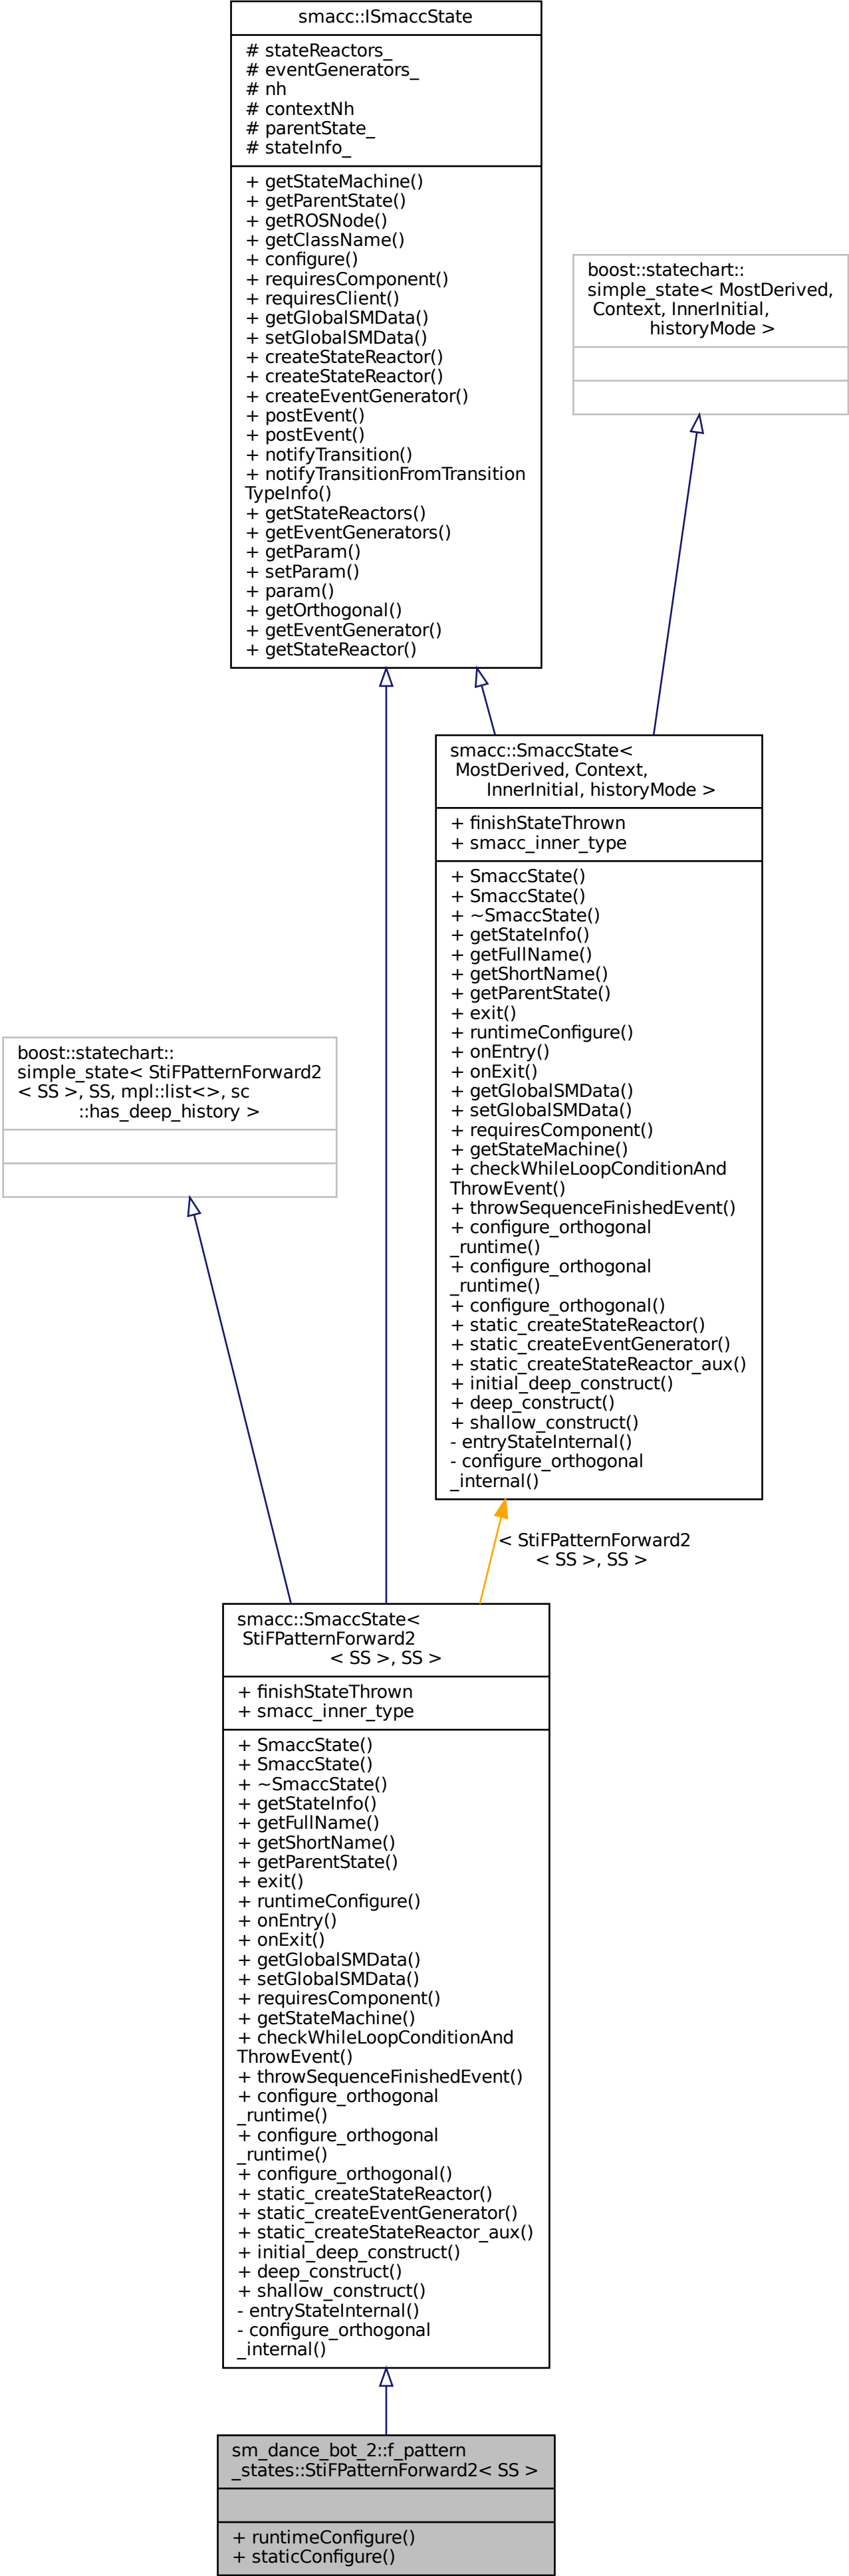 smacc::ISmaccState
# stateReactors_
# eventGenerators_
# nh
# contextNh
# parentState_
# stateInfo_
+ getStateMachine()
+ getParentState()
+ getROSNode()
+ getClassName()
+ configure()
+ requiresComponent()
+ requiresClient()
+ getGlobalSMData()
+ setGlobalSMData()
+ createStateReactor()
+ createStateReactor()
+ createEventGenerator()
+ postEvent()
+ postEvent()
+ notifyTransition()
+ notifyTransitionFromTransition
TypeInfo()
+ getStateReactors()
+ getEventGenerators()
+ getParam()
+ setParam()
+ param()
+ getOrthogonal()
+ getEventGenerator()
+ getStateReactor()
boost::statechart::
simple_state< MostDerived,
Context, InnerInitial,
historyMode >
smacc::SmaccState<
MostDerived, Context,
InnerInitial, historyMode >
+ finishStateThrown
+ smacc_inner_type
+ SmaccState()
+ SmaccState()
+ ~SmaccState()
+ getStateInfo()
+ getFullName()
+ getShortName()
+ getParentState()
+ exit()
+ runtimeConfigure()
+ onEntry()
+ onExit()
+ getGlobalSMData()
+ setGlobalSMData()
+ requiresComponent()
+ getStateMachine()
+ checkWhileLoopConditionAnd
ThrowEvent()
+ throwSequenceFinishedEvent()
+ configure_orthogonal
_runtime()
+ configure_orthogonal
_runtime()
+ configure_orthogonal()
+ static_createStateReactor()
+ static_createEventGenerator()
+ static_createStateReactor_aux()
+ initial_deep_construct()
+ deep_construct()
+ shallow_construct()
- entryStateInternal()
- configure_orthogonal
_internal()
boost::statechart::
simple_state< StiFPatternForward2
< SS >, SS, mpl::list<>, sc
::has_deep_history >
< StiFPatternForward2
< SS >, SS >
smacc::SmaccState<
StiFPatternForward2
< SS >, SS >
+ finishStateThrown
+ smacc_inner_type
+ SmaccState()
+ SmaccState()
+ ~SmaccState()
+ getStateInfo()
+ getFullName()
+ getShortName()
+ getParentState()
+ exit()
+ runtimeConfigure()
+ onEntry()
+ onExit()
+ getGlobalSMData()
+ setGlobalSMData()
+ requiresComponent()
+ getStateMachine()
+ checkWhileLoopConditionAnd
ThrowEvent()
+ throwSequenceFinishedEvent()
+ configure_orthogonal
_runtime()
+ configure_orthogonal
_runtime()
+ configure_orthogonal()
+ static_createStateReactor()
+ static_createEventGenerator()
+ static_createStateReactor_aux()
+ initial_deep_construct()
+ deep_construct()
+ shallow_construct()
- entryStateInternal()
- configure_orthogonal
_internal()
sm_dance_bot_2::f_pattern
_states::StiFPatternForward2< SS >
+ runtimeConfigure()
+ staticConfigure()